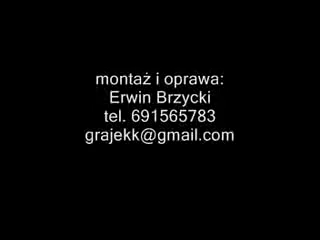 montaż i oprawa:
Erwin Brzycki
tel. 691565783
grajekk@gmail.com